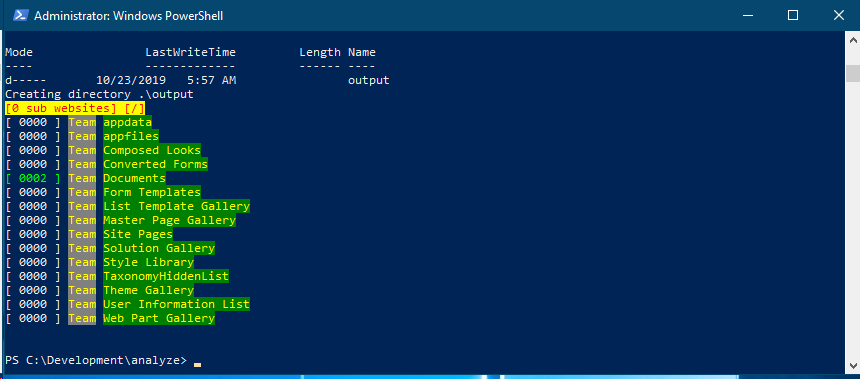 Administrator: Windows PowerShell
Mode LastWriteTime Length Name
---- ------------- ------ ----
d----- 10/23/2019 5:57 AM output
Creating directory .\output
[0 sub websites] [/]
[ 0000 ] Team appdata
[ 0000 ] Team appfiles
[ 0000 ] Team Composed Looks
[ 0000 ] Team Converted Forms
[ 0002 ] Team Documents
[ 0000 ] Team Form Templates
[ 0000 ] Team List Template Gallery
[ 0000 ] Team Master Page Gallery
[ 0000 ] Team Site Pages
[ 0000 ] Team Solution Gallery
[ 0000 ] Team Style Library
[ 0000 ] Team TaxonomyHiddenList
[ 0000 ] Team Theme Gallery
[ 0000 ] Team User Information List
[ 0000 ] Team Web Part Gallery
PS C:\Development\analyze> _